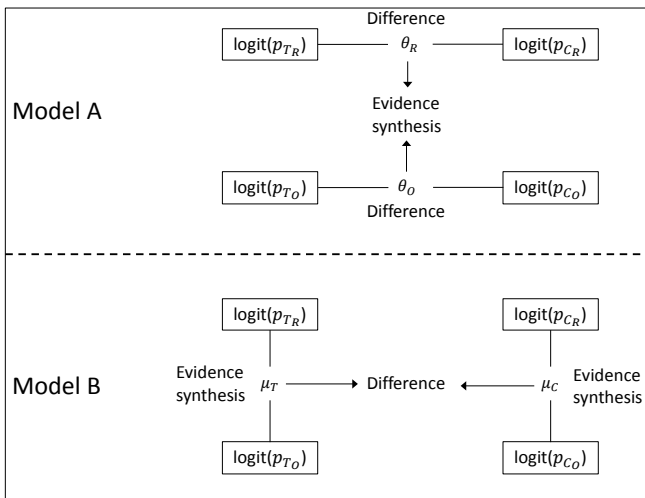 Difference
logit(p_{T_R}) θ_R logit(p_{C_R})
Model A
Evidence
synthesis
logit(p_{T_O}) θ_O logit(p_{C_O})
Difference
logit(p_{T_R}) logit(p_{C_R})
Model B
Evidence
synthesis
μ_T Difference μ_C
Evidence
synthesis
logit(p_{T_O}) logit(p_{C_O})